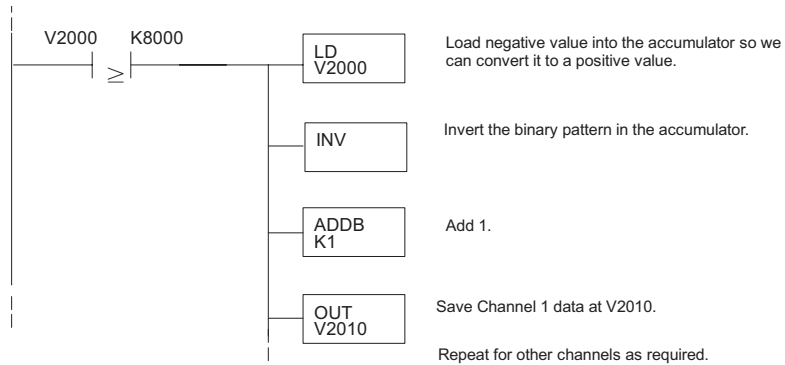 V2000 K8000
≥
LD
V2000
Load negative value into the accumulator so we
can convert it to a positive value.
INV
Invert the binary pattern in the accumulator.
ADDB
K1
Add 1.
OUT
V2010
Save Channel 1 data at V2010.
Repeat for other channels as required.